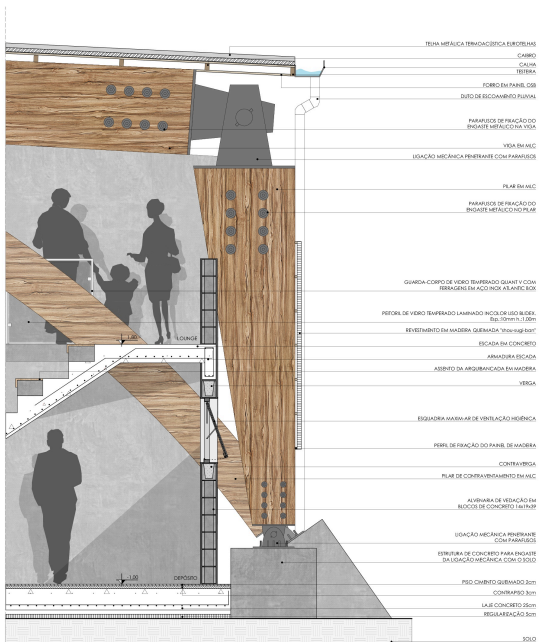 TELHA METÁLICA TERMOACÚSTICA EUROTELHAS
CAIBRO
CALHA
TESTEIRA
FORRO EM PAINEL OSB
DUTO DE ESCOAMENTO PLUVIAL
PARAFUSOS DE FIXAÇÃO DO
ENGASTE METÁLICO NA VIGA
VIGA EM MLC
LIGAÇÃO MECÂNICA PENETRANTE COM PARAFUSOS
PILAR EM MLC
PARAFUSOS DE FIXAÇÃO DO
ENGASTE METÁLICO NO PILAR
GUARDA-CORPO DE VIDRO TEMPERADO QUANT V COM
FERRAGENS EM AÇO INOX ATLANTIC BOX
PEITORIL DE VIDRO TEMPERADO LAMINADO INCOLOR LISO BLIDEX.
Esp.:10mm h.:1.00m
REVESTIMENTO EM MADEIRA QUEIMADA "shou-sugi-ban"
1.80
LOUNGE
ESCADA EM CONCRETO
ARMADURA ESCADA
ASSENTO DA ARQUIBANCADA EM MADEIRA
VERGA
ESQUADRIA MAXIM-AR DE VENTILAÇÃO HIGIÊNICA
PERFIL DE FIXAÇÃO DO PAINEL DE MADEIRA
CONTRAVERGA
PILAR DE CONTRAVENTAMENTO EM MLC
ALVENARIA DE VEDAÇÃO EM
BLOCOS DE CONCRETO 14x19x39
LIGAÇÃO MECÂNICA PENETRANTE
COM PARAFUSOS
ESTRUTURA DE CONCRETO PARA ENGASTE
DA LIGAÇÃO MECÂNICA COM O SOLO
-1.00
DEPÓSITO
PISO CIMENTO QUEIMADO 2cm
CONTRAPISO 3cm
LAJE CONCRETO 25cm
REGULARIZAÇÃO 5cm
SOLO